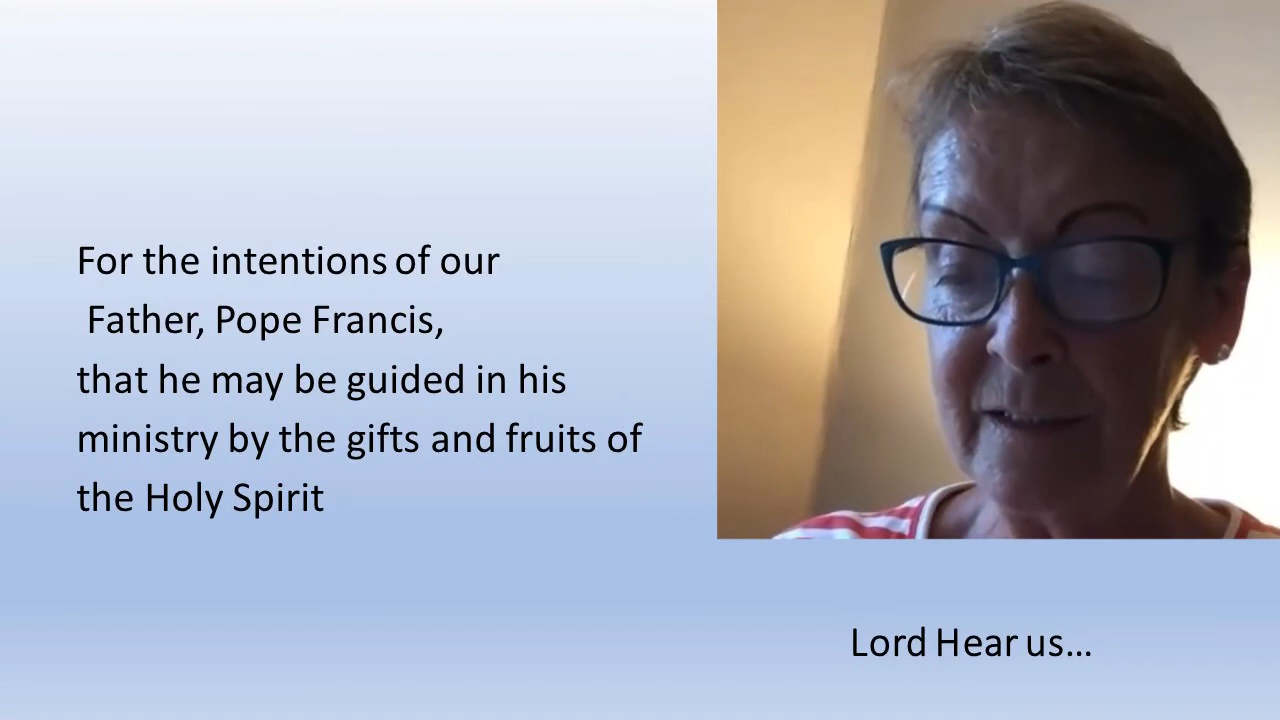 For the intentions of our
Father, Pope Francis,
that he may be guided in his
ministry by the gifts and fruits of
the Holy Spirit
Lord Hear us...